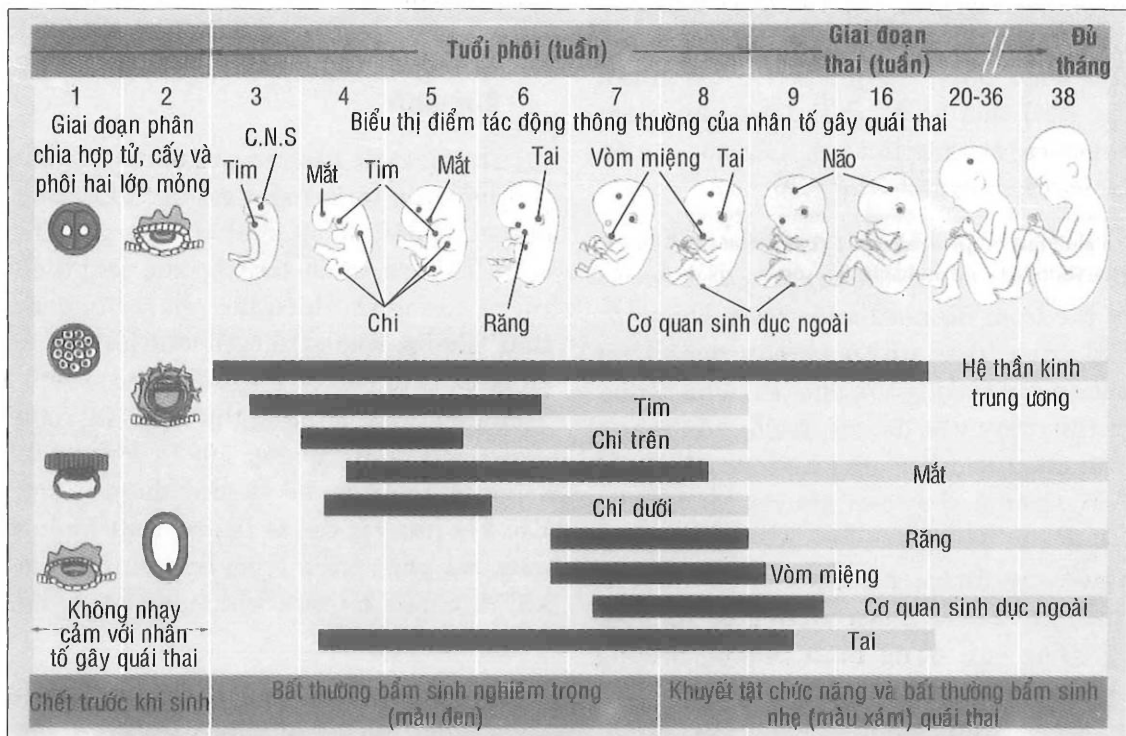 Tuổi phôi (tuần)
Giai đoạn
thai (tuần)
Đủ
tháng
1 2 3 4 5 6 7 8 9 16 20-36 38
Giai đoạn phân
chia hợp tử, cấy và
phôi hai lớp mỏng
Biểu thị điểm tác động thông thường của nhân tố gây quái thai
C.N.S
Tim
Mắt
Tim
Mắt
Tai
Vòm miệng
Tai
Não
Chi
Răng
Cơ quan sinh dục ngoài
Hệ thần kinh
trung ương
Tim
Chi trên
Mắt
Chi dưới
Răng
Vòm miệng
Cơ quan sinh dục ngoài
Tai
Không nhạy
cảm với nhân
tố gây quái thai
Chết trước khi sinh
Bất thường bẩm sinh nghiêm trọng
(màu đen)
Khuyết tật chức năng và bất thường bẩm sinh
nhẹ (màu xám) quái thai